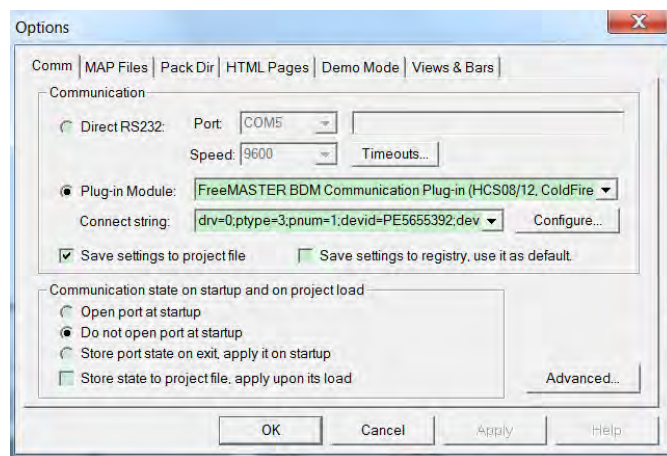 Options
Comm MAP Files Pack Dir HTML Pages Demo Mode Views & Bars
Communication
Direct RS232: Port: COM5
Speed: 9600 Timeouts...
Plug-in Module: FreeMASTER BDM Communication Plug-in (HCS08/12, ColdFire
Connect string: drv=0;ptype=3;pnum=1;devid=PE5655392;dev Configure...
Save settings to project file Save settings to registry, use it as default.
Communication state on startup and on project load
Open port at startup
Do not open port at startup
Store port state on exit, apply it on startup
Store state to project file, apply upon its load Advanced...
OK Cancel Apply Help